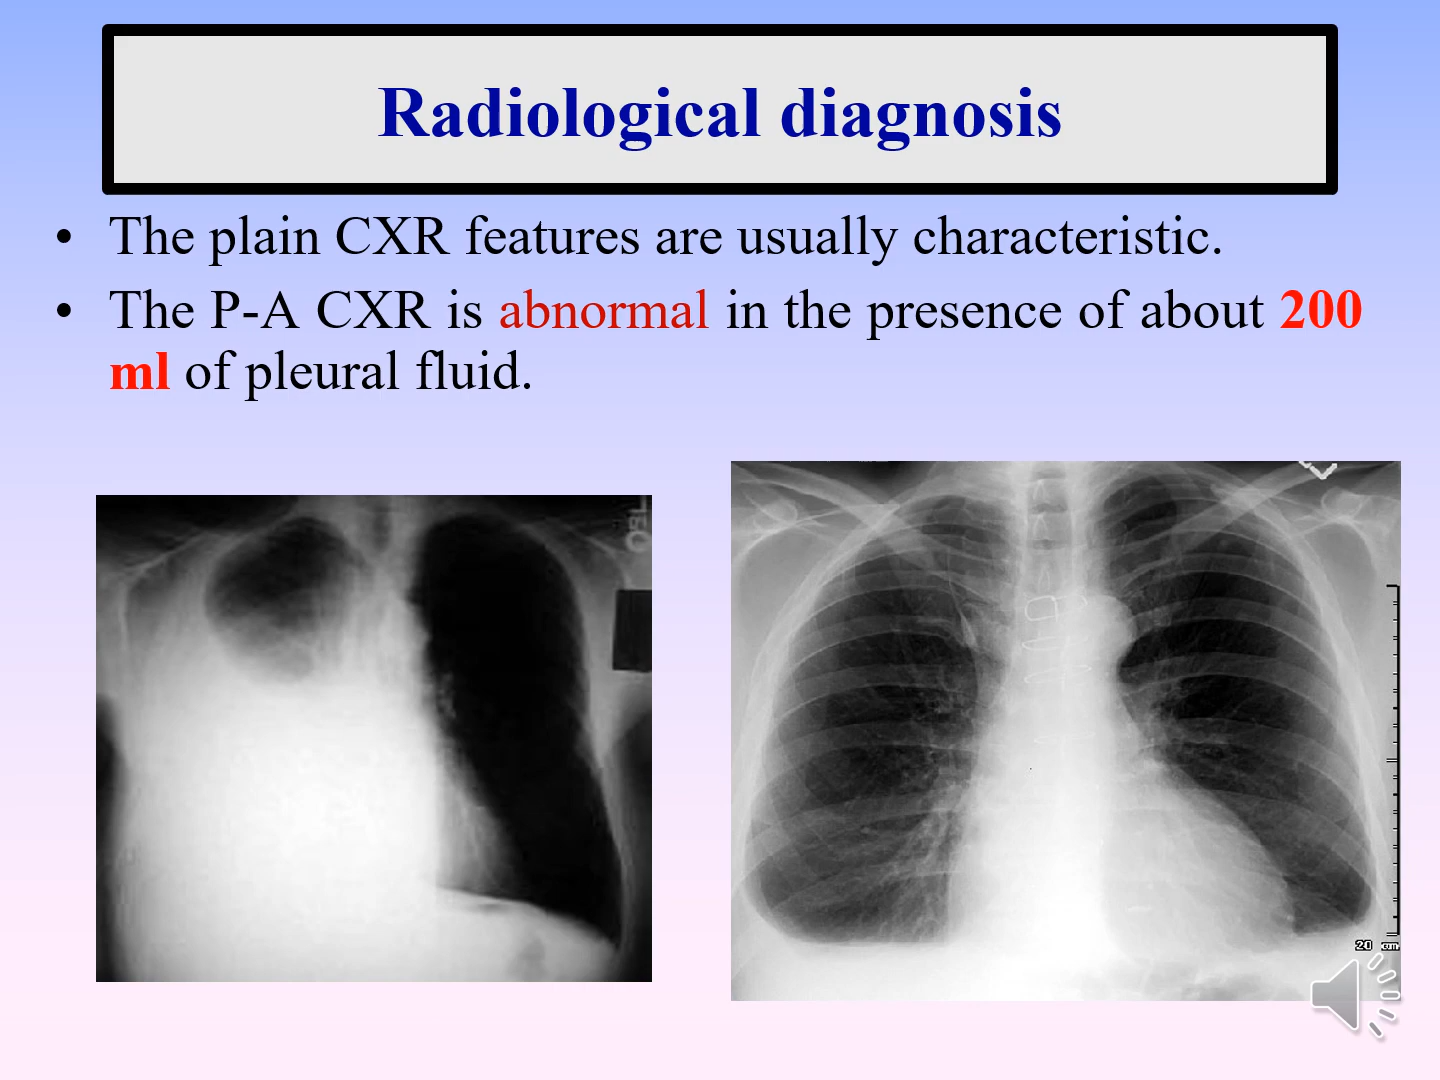 Radiological diagnosis
• The plain CXR features are usually characteristic.
• The P-A CXR is abnormal in the presence of about 200
ml of pleural fluid.
20 cm